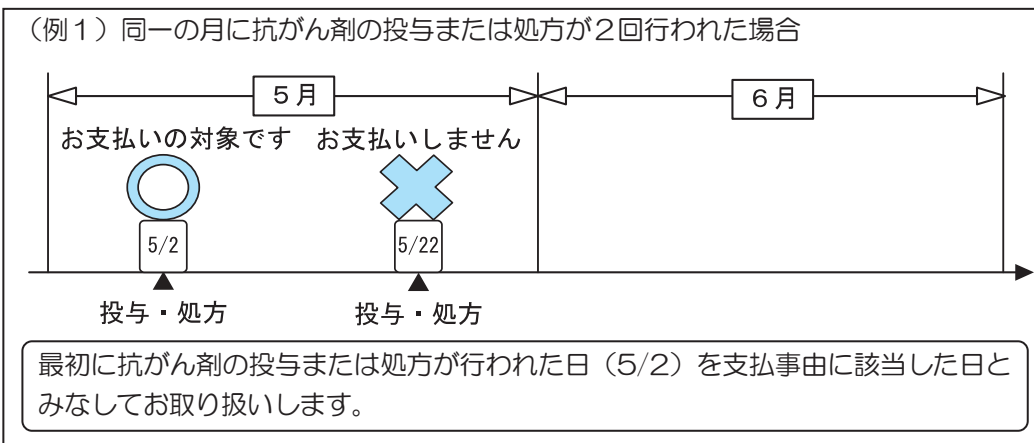 (例1)同一の月に抗がん剤の投与または処方が2回行われた場合
5月
6月
お支払いの対象です
お支払いしません
5/2
5/22
投与・処方
投与・処方
最初に抗がん剤の投与または処方が行われた日(5/2)を支払事由に該当した日と
みなしてお取り扱いします。